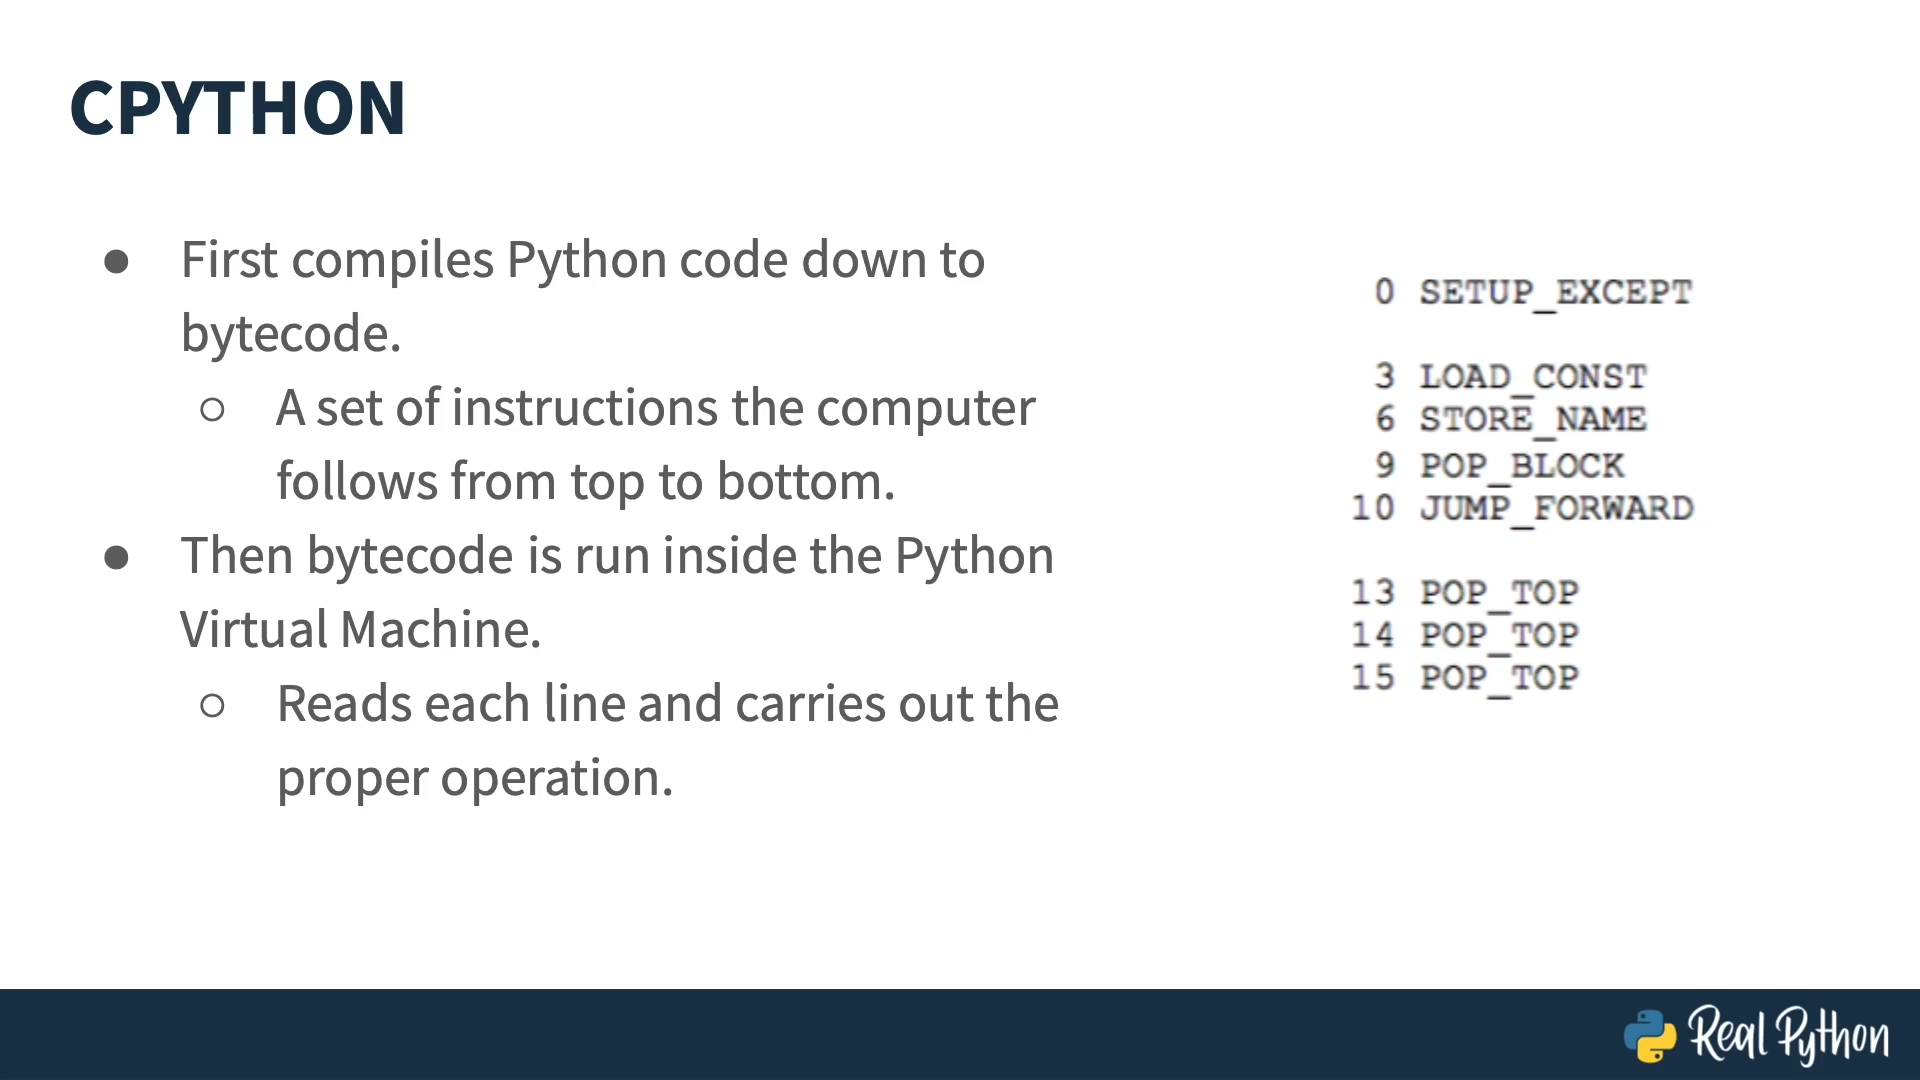 CPYTHON
● First compiles Python code down to
bytecode.
○ A set of instructions the computer
follows from top to bottom.
● Then bytecode is run inside the Python
Virtual Machine.
○ Reads each line and carries out the
proper operation.
0 SETUP_EXCEPT
3 LOAD_CONST
6 STORE_NAME
9 POP_BLOCK
10 JUMP_FORWARD
13 POP_TOP
14 POP_TOP
15 POP_TOP
Real Python